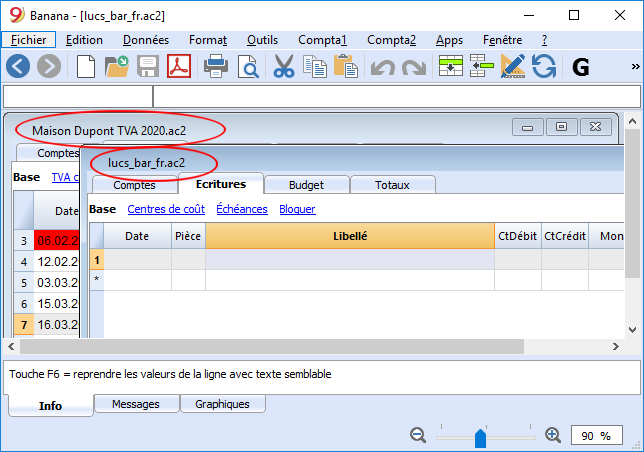 Banana - [lucs_bar_fr.ac2]
Fichier Edition Données Format Outils Compta1 Compta2 Apps Fenêtre ?
G
Maison Dupont TVA 2020.ac2
Comptes
Base TVA c
Date
3 06.02.2
4 12.02.2
5 03.03.2
6 15.03.2
7 16.03.2
lucs_bar_fr.ac2
Comptes Ecritures Budget Totaux
Base Centres de coût Échéances Bloquer
Date Pièce Libellé CtDébit CtCrédit Mon
1
*
Touche F6 = reprendre les valeurs de la ligne avec texte semblable
Info Messages Graphiques
90 %